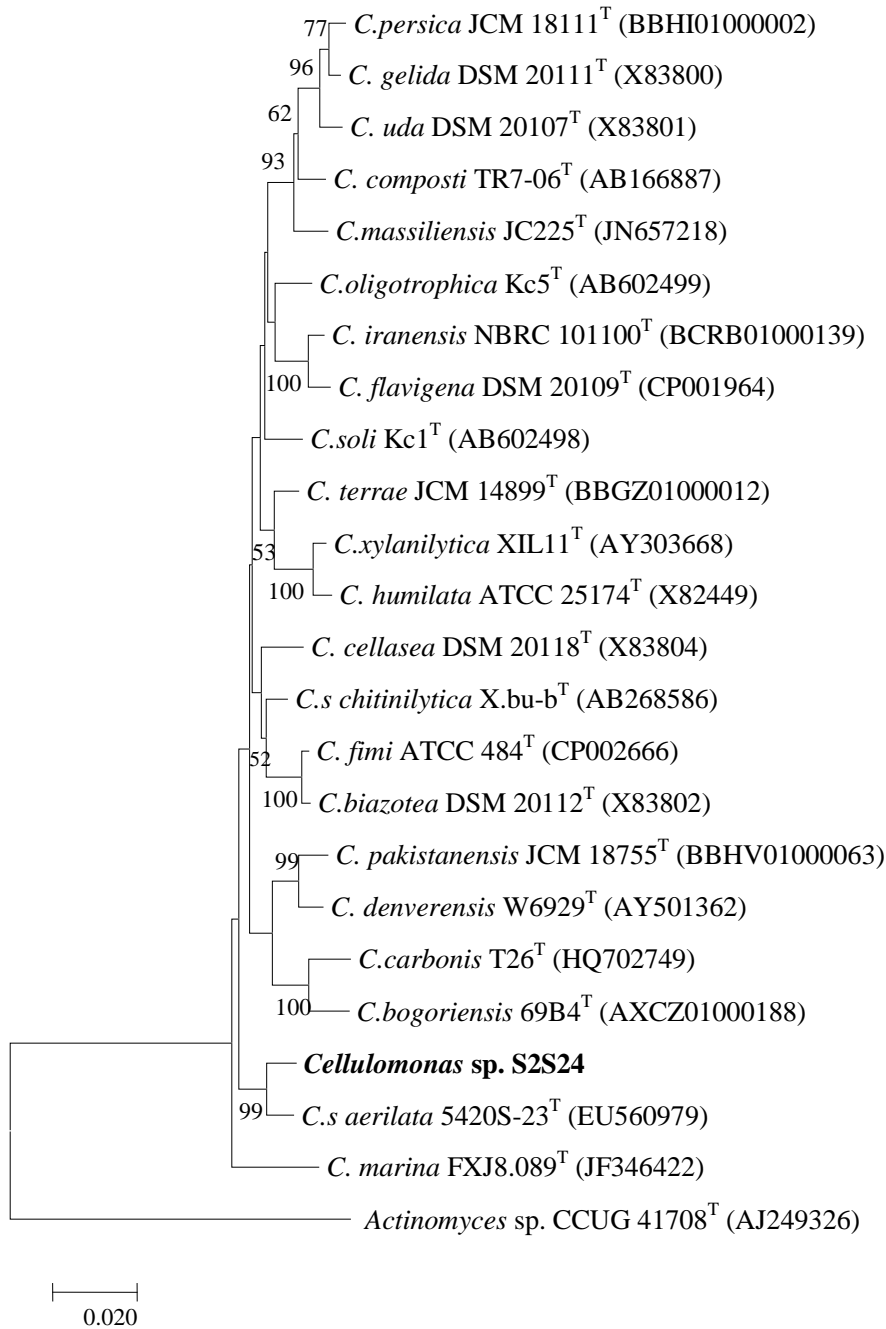 77 C.persica JCM 18111ᵀ (BBHI01000002)
96 C. gelida DSM 20111ᵀ (X83800)
62 C. uda DSM 20107ᵀ (X83801)
93 C. composti TR7-06ᵀ (AB166887)
C.massiliensis JC225ᵀ (JN657218)
C.oligotrophica Kc5ᵀ (AB602499)
C. iranensis NBRC 101100ᵀ (BCRB01000139)
100 C. flavigena DSM 20109ᵀ (CP001964)
C.soli Kc1ᵀ (AB602498)
C. terrae JCM 14899ᵀ (BBGZ01000012)
53 C.xylanilytica XIL11ᵀ (AY303668)
100 C. humilata ATCC 25174ᵀ (X82449)
C. cellasea DSM 20118ᵀ (X83804)
C.s chitinilytica X.bu-bᵀ (AB268586)
52 C. fimi ATCC 484ᵀ (CP002666)
100 C.biazotea DSM 20112ᵀ (X83802)
99 C. pakistanensis JCM 18755ᵀ (BBHV01000063)
C. denverensis W6929ᵀ (AY501362)
C.carbonis T26ᵀ (HQ702749)
100 C.bogoriensis 69B4ᵀ (AXCZ01000188)
Cellulomonas sp. S2S24
99 C.s aerilata 5420S-23ᵀ (EU560979)
C. marina FXJ8.089ᵀ (JF346422)
Actinomyces sp. CCUG 41708ᵀ (AJ249326)
0.020